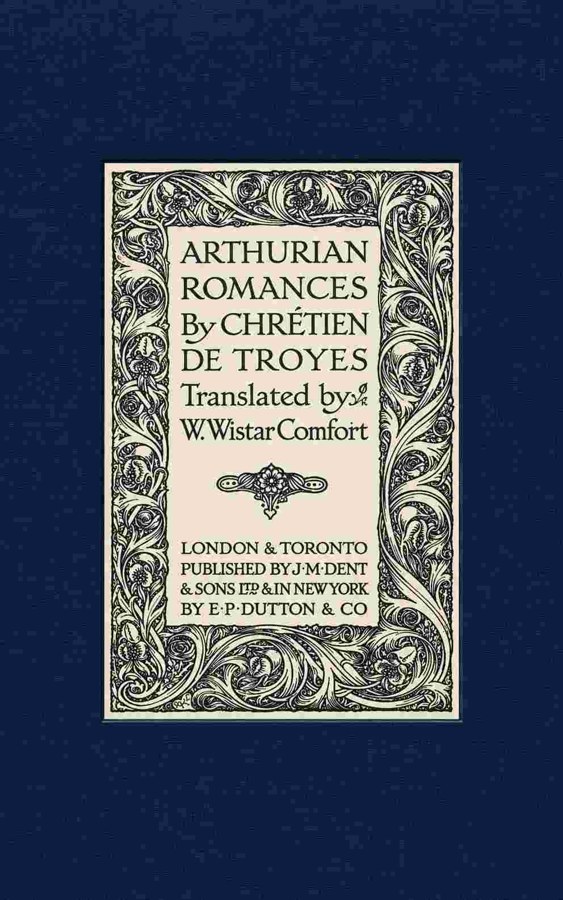 ARTHURIAN
ROMANCES
By CHRÉTIEN
DE TROYES
Translated by
W. Wistar Comfort
LONDON & TORONTO
PUBLISHED BY J·M·DENT
& SONS LTD & IN NEW YORK
BY E·P·DUTTON & CO